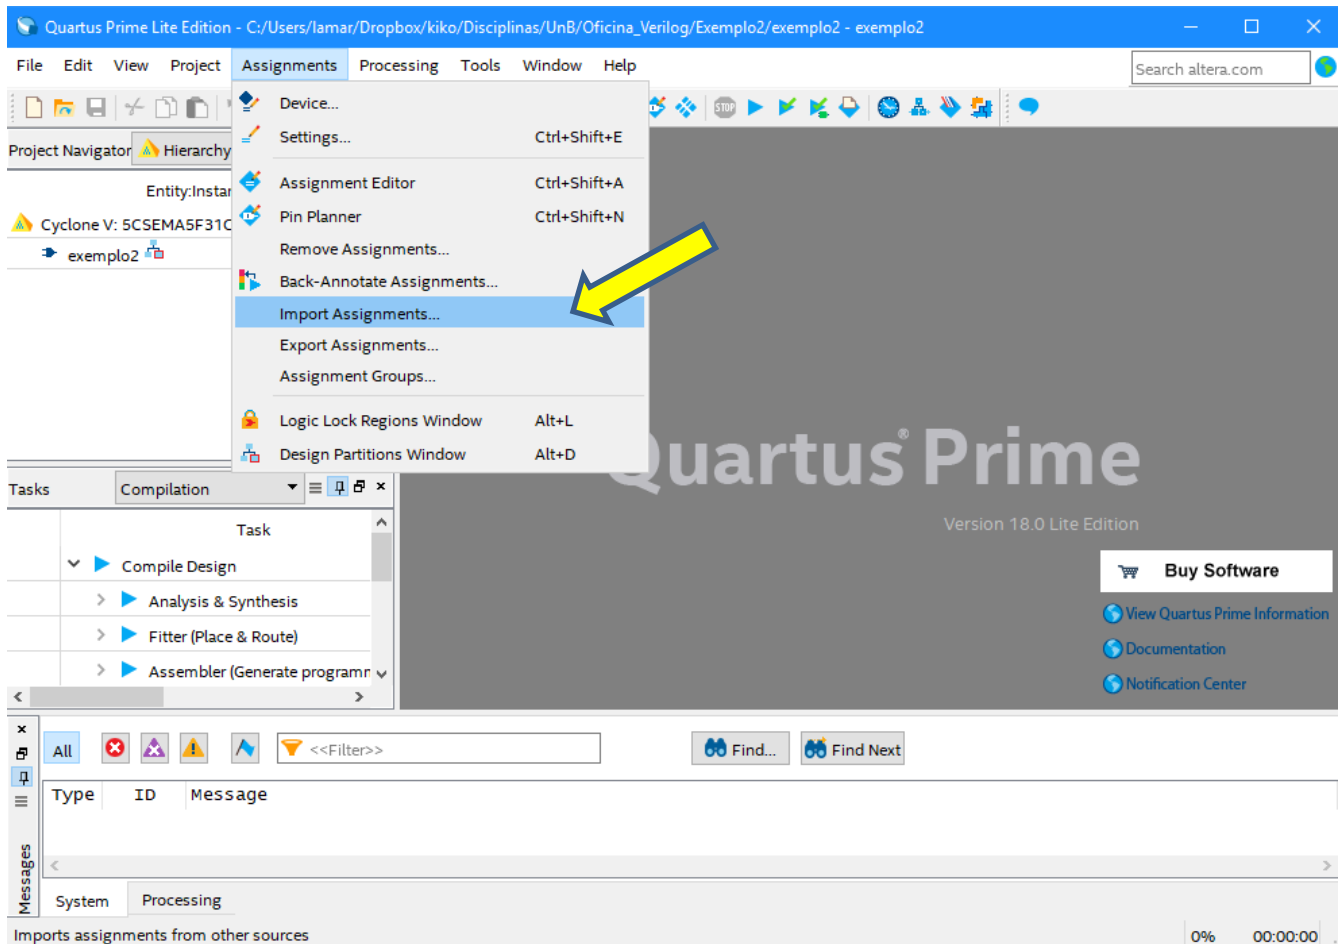 Quartus Prime Lite Edition - C:/Users/lamar/Dropbox/kiko/Disciplinas/UnB/Oficina_Verilog/Exemplo2/exemplo2 - exemplo2
File Edit View Project Assignments Processing Tools Window Help
Search altera.com
Device...
Settings... Ctrl+Shift+E
Assignment Editor Ctrl+Shift+A
Pin Planner Ctrl+Shift+N
Remove Assignments...
Back-Annotate Assignments...
Import Assignments...
Export Assignments...
Assignment Groups...
Logic Lock Regions Window Alt+L
Design Partitions Window Alt+D
STOP
Project Navigator Hierarchy
Entity:Instar
Cyclone V: 5CSEMA5F31C
exemplo2
Quartus® Prime
Version 18.0 Lite Edition
Buy Software
View Quartus Prime Information
Documentation
Notification Center
Tasks Compilation
Task
Compile Design
Analysis & Synthesis
Fitter (Place & Route)
Assembler (Generate programm
All <<Filter>> Find... Find Next
Type ID Message
Messages
System Processing
Imports assignments from other sources 0% 00:00:00